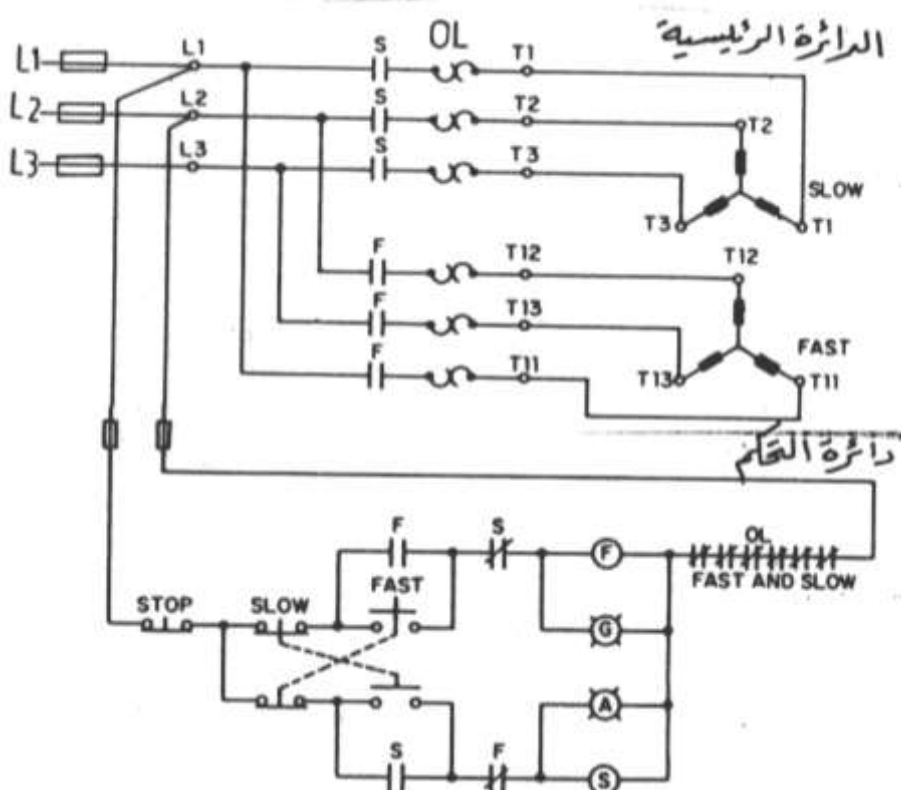 الدائرة الرئيسية
L1 L1 S OL T1
L2 L2 S T2 T2
L3 L3 S T3 SLOW
T3 T1
F T12 T12
F T13 FAST
F T11 T13 T11
دائرة التحكم
F S F OL
FAST FAST AND SLOW
STOP SLOW G
A
S F S